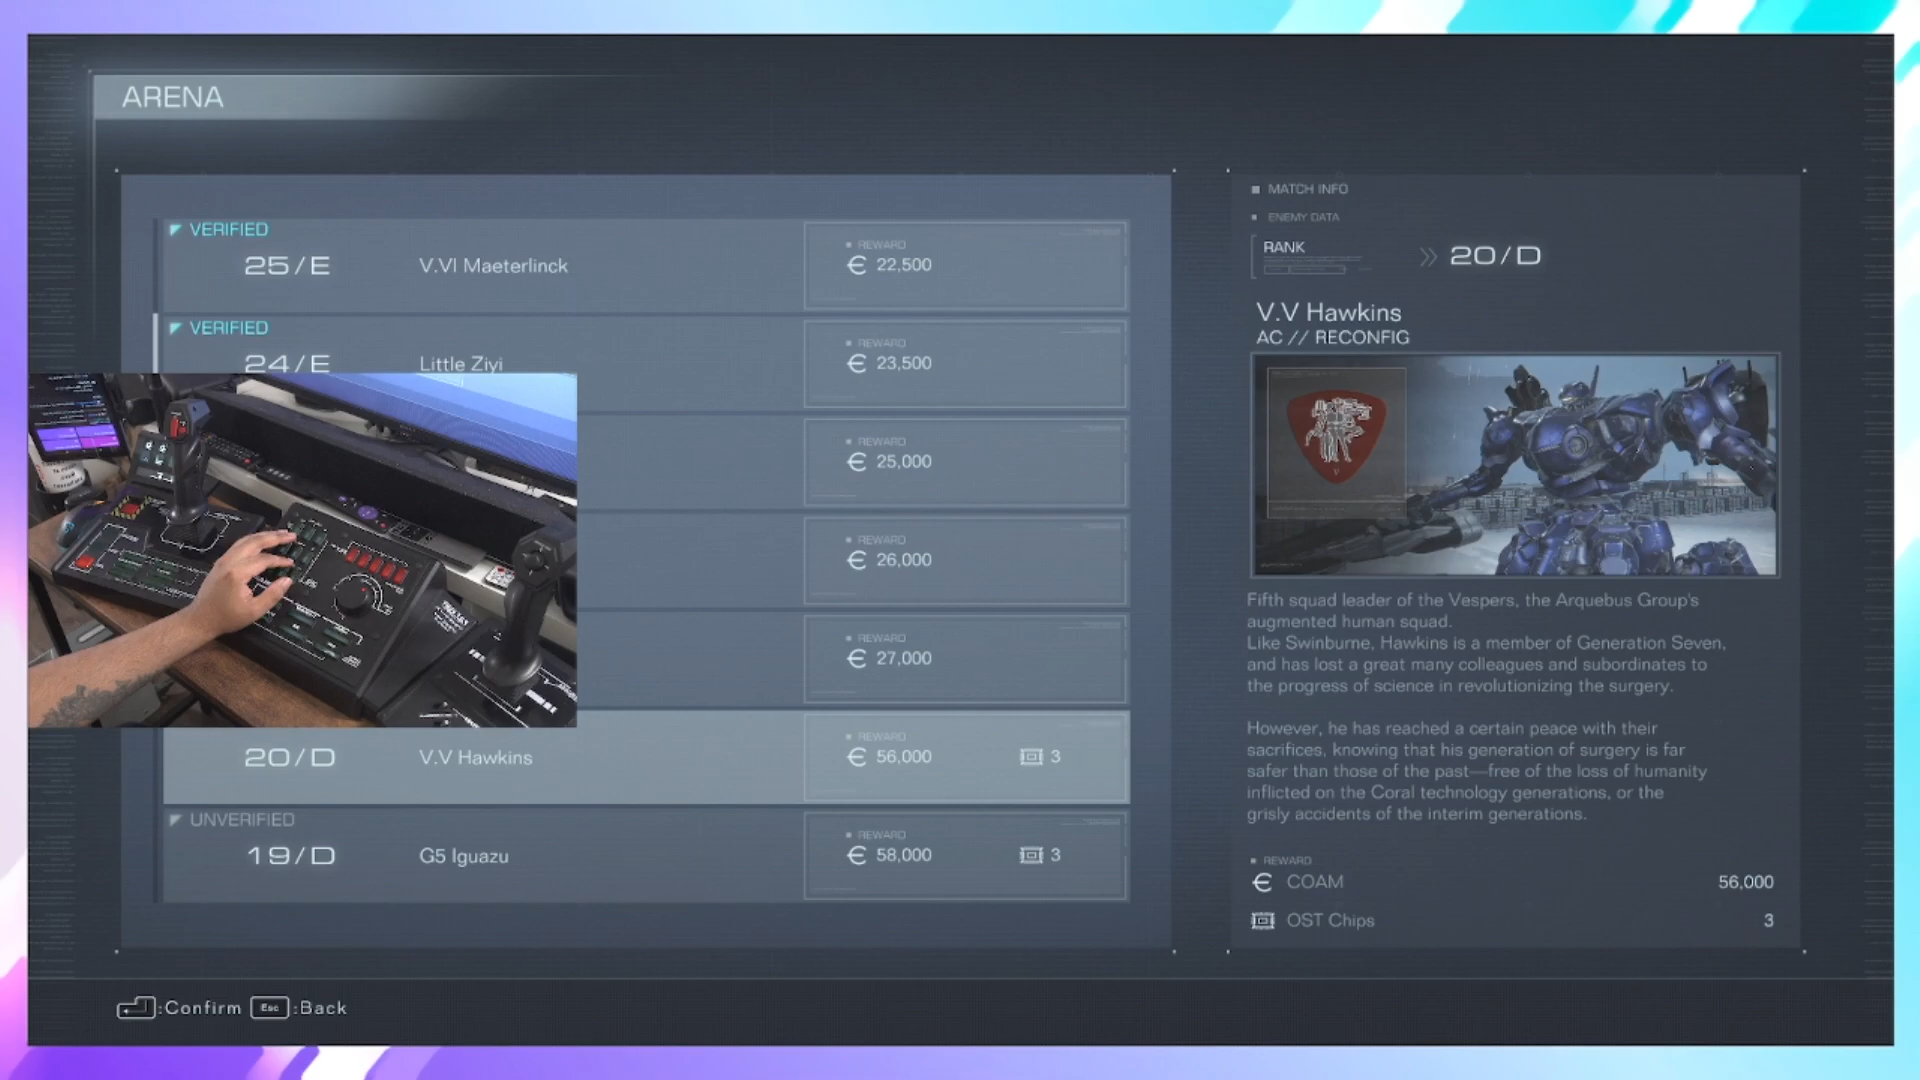 ARENA
VERIFIED
25/E
V.VI Maeterlinck
REWARD
22,500
VERIFIED
24/E
Little Ziyi
REWARD
23,500
REWARD
25,000
REWARD
26,000
REWARD
27,000
20/D
V.V Hawkins
REWARD
56,000
3
UNVERIFIED
19/D
G5 Iguazu
REWARD
58,000
3
MATCH INFO
ENEMY DATA
RANK
20/D
V.V Hawkins
AC // RECONFIG
V
Fifth squad leader of the Vespers, the Arquebus Group's
augmented human squad.
Like Swinburne, Hawkins is a member of Generation Seven,
and has lost a great many colleagues and subordinates to
the progress of science in revolutionizing the surgery.
However, he has reached a certain peace with their
sacrifices, knowing that his generation of surgery is far
safer than those of the past—free of the loss of humanity
inflicted on the Coral technology generations, or the
grisly accidents of the interim generations.
REWARD
COAM
56,000
OST Chips
3
:Confirm Esc :Back